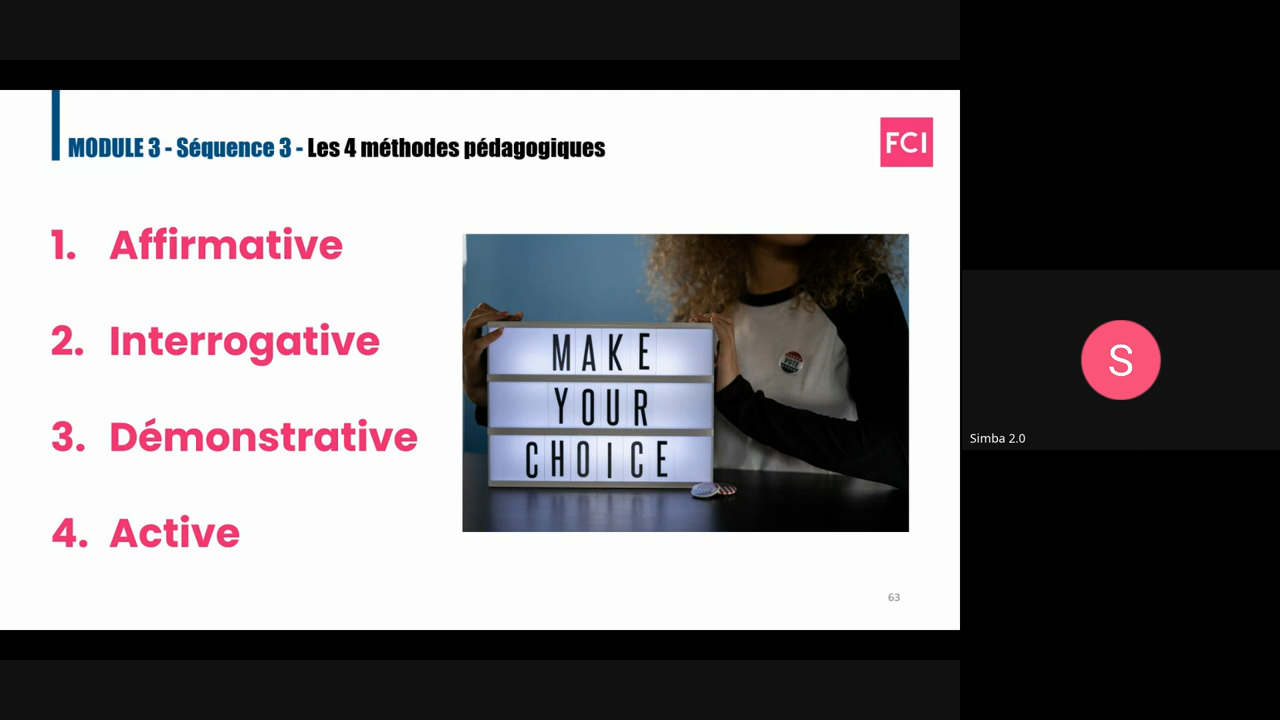 MODULE 3 - Séquence 3 - Les 4 méthodes pédagogiques
FCI
1. Affirmative
2. Interrogative
3. Démonstrative
4. Active
MAKE
YOUR
CHOICE
VOTE
63
S
Simba 2.0